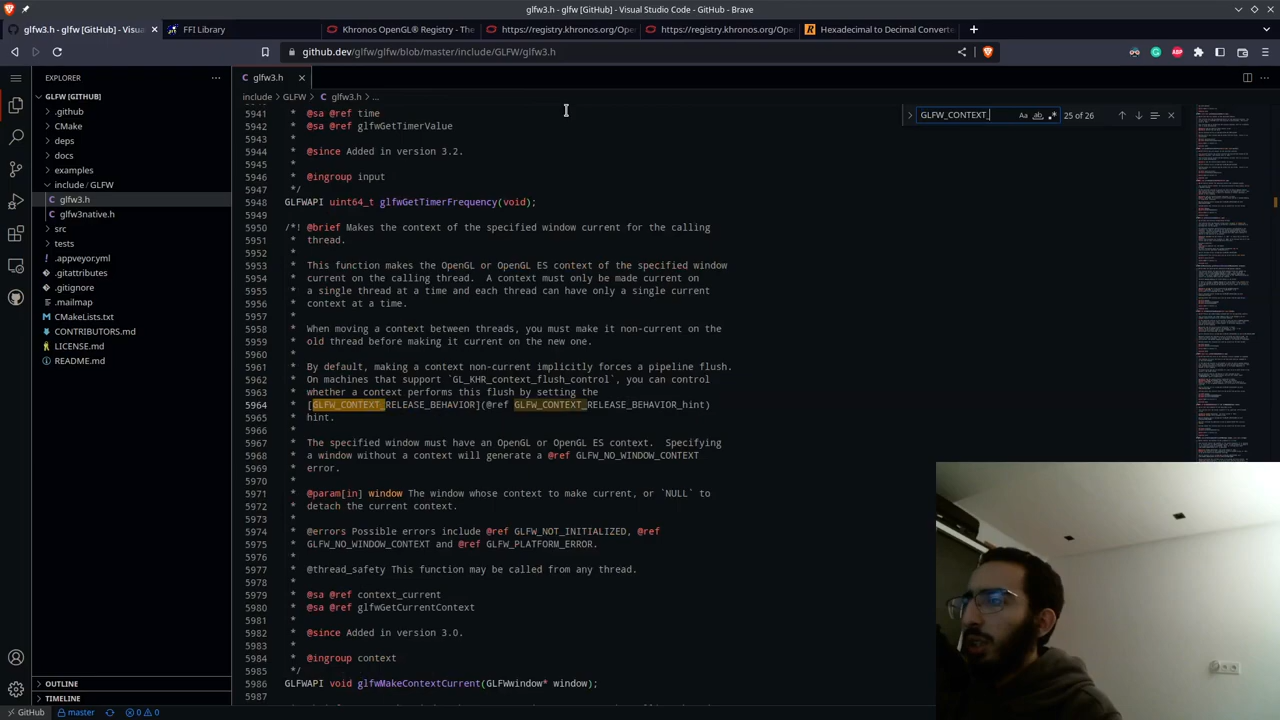 glfw3.h - glfw [GitHub] - Visual Studio Code - GitHub - Brave
glfw3.h - glfw [GitHub] - Visual Studio
FFI Library
Khronos OpenGL® Registry - The
https://registry.khronos.org/Open
https://registry.khronos.org/Open
Hexadecimal to Decimal Converte
github.dev/glfw/glfw/blob/master/include/GLFW/glfw3.h
EXPLORER
GLFW [GITHUB]
.github
CMake
deps
docs
examples
include / GLFW
glfw3.h
glfw3native.h
src
tests
.appveyor.yml
.gitattributes
.gitignore
.mailmap
CMakeLists.txt
CONTRIBUTORS.md
LICENSE.md
README.md
OUTLINE
TIMELINE
glfw3.h
include > GLFW > glfw3.h > ...
GLFW_CONTEXT_
25 of 26
5941 * @sa @ref time
5942 * @sa @ref glfwGetTimerValue
5943 *
5944 * @since Added in version 3.2.
5945 *
5946 * @ingroup input
5947 */
5948 GLFWAPI uint64_t glfwGetTimerFrequency(void);
5949
5950 /*! @brief Makes the context of the specified window current for the calling
5951 * thread.
5952 *
5953 * This function makes the OpenGL or OpenGL ES context of the specified window
5954 * current on the calling thread. A context must only be made current on
5955 * a single thread at a time and each thread can have only a single current
5956 * context at a time.
5957 *
5958 * When moving a context between threads, you must make it non-current on the
5959 * old thread before making it current on the new one.
5960 *
5961 * By default, making a context non-current implicitly forces a pipeline flush.
5962 * On machines that support `GL_KHR_context_flush_control`, you can control
5963 * whether a context performs this flush by setting the
5964 * [GLFW_CONTEXT_RELEASE_BEHAVIOR](@ref GLFW_CONTEXT_RELEASE_BEHAVIOR_hint)
5965 * hint.
5966 *
5967 * The specified window must have an OpenGL or OpenGL ES context. Specifying
5968 * a window without a context will generate a @ref GLFW_NO_WINDOW_CONTEXT
5969 * error.
5970 *
5971 * @param[in] window The window whose context to make current, or `NULL` to
5972 * detach the current context.
5973 *
5974 * @errors Possible errors include @ref GLFW_NOT_INITIALIZED, @ref
5975 * GLFW_NO_WINDOW_CONTEXT and @ref GLFW_PLATFORM_ERROR.
5976 *
5977 * @thread_safety This function may be called from any thread.
5978 *
5979 * @sa @ref context_current
5980 * @sa @ref glfwGetCurrentContext
5981 *
5982 * @since Added in version 3.0.
5983 *
5984 * @ingroup context
5985 */
5986 GLFWAPI void glfwMakeContextCurrent(GLFWwindow* window);
5987
GitHub
master
0 0